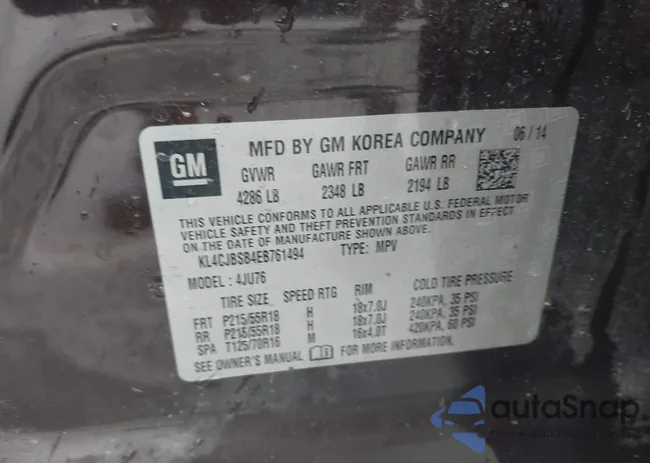 GM
MFD BY GM KOREA COMPANY 06/14
GVWR GAWR FRT GAWR RR
4286 LB 2348 LB 2194 LB
THIS VEHICLE CONFORMS TO ALL APPLICABLE U.S. FEDERAL MOTOR
VEHICLE SAFETY AND THEFT PREVENTION STANDARDS IN EFFECT
ON THE DATE OF MANUFACTURE SHOWN ABOVE.
KL4CJBSB4EB761494 TYPE: MPV
MODEL: 4JU76
TIRE SIZE SPEED RTG RIM COLD TIRE PRESSURE
FRT P215/55R18 H 18x7.0J 240KPA, 35 PSI
RR P215/55R18 H 18x7.0J 240KPA, 35 PSI
SPA T125/70R16 M 16x4.0T 420KPA, 60 PSI
SEE OWNER'S MANUAL FOR MORE INFORMATION.
autaSnap